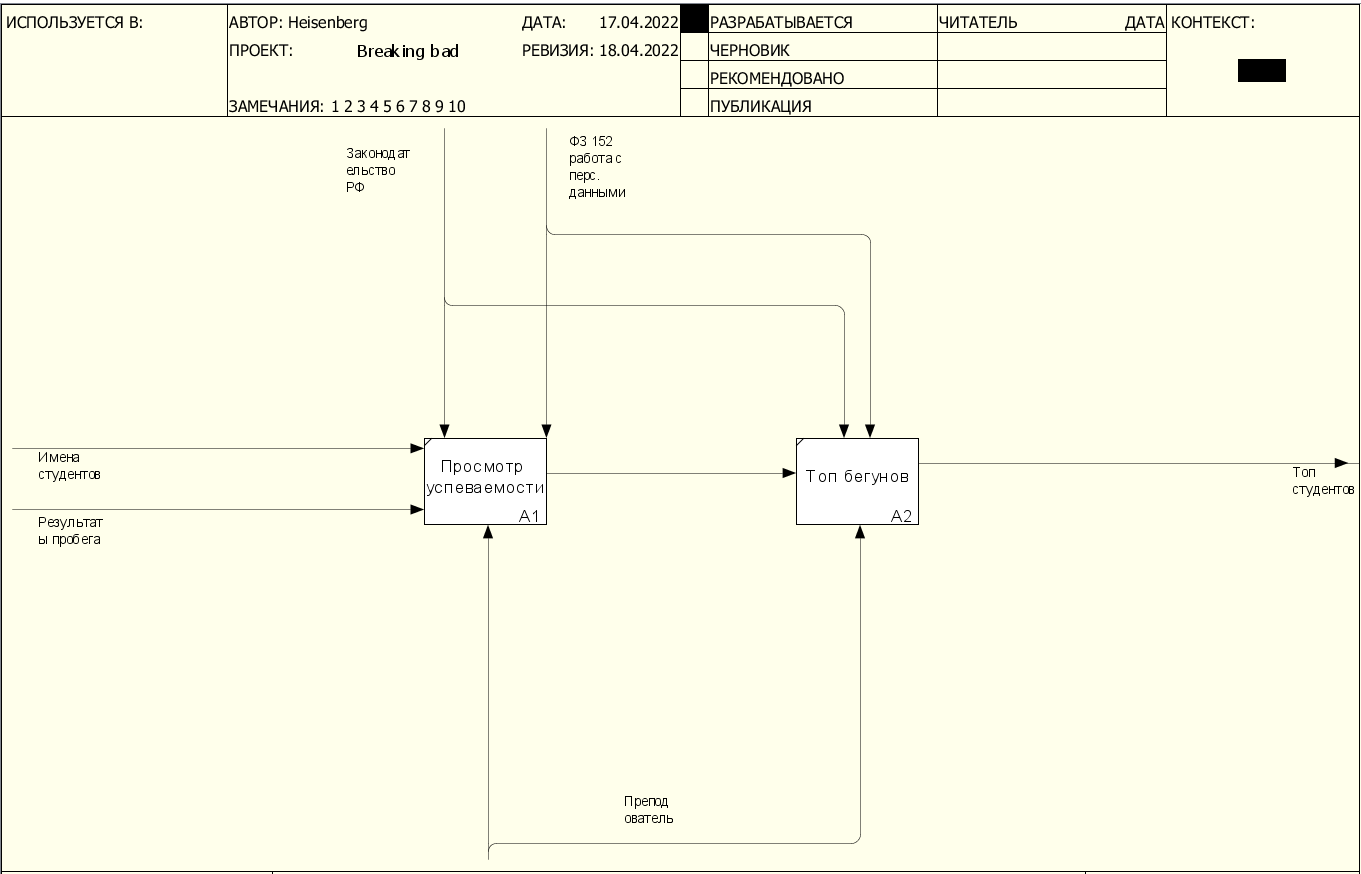 ИСПОЛЬЗУЕТСЯ В:
АВТОР: Heisenberg
ДАТА: 17.04.2022
ПРОЕКТ: Breaking bad
РЕВИЗИЯ: 18.04.2022
ЗАМЕЧАНИЯ: 1 2 3 4 5 6 7 8 9 10
РАЗРАБАТЫВАЕТСЯ
ЧЕРНОВИК
РЕКОМЕНДОВАНО
ПУБЛИКАЦИЯ
ЧИТАТЕЛЬ ДАТА
КОНТЕКСТ:
Законодат
ельство
РФ
ФЗ 152
работа с
перс.
данными
Имена
студентов
Результат
ы пробега
Просмотр
успеваемости
A1
Топ бегунов
A2
Топ
студентов
Препод
ователь